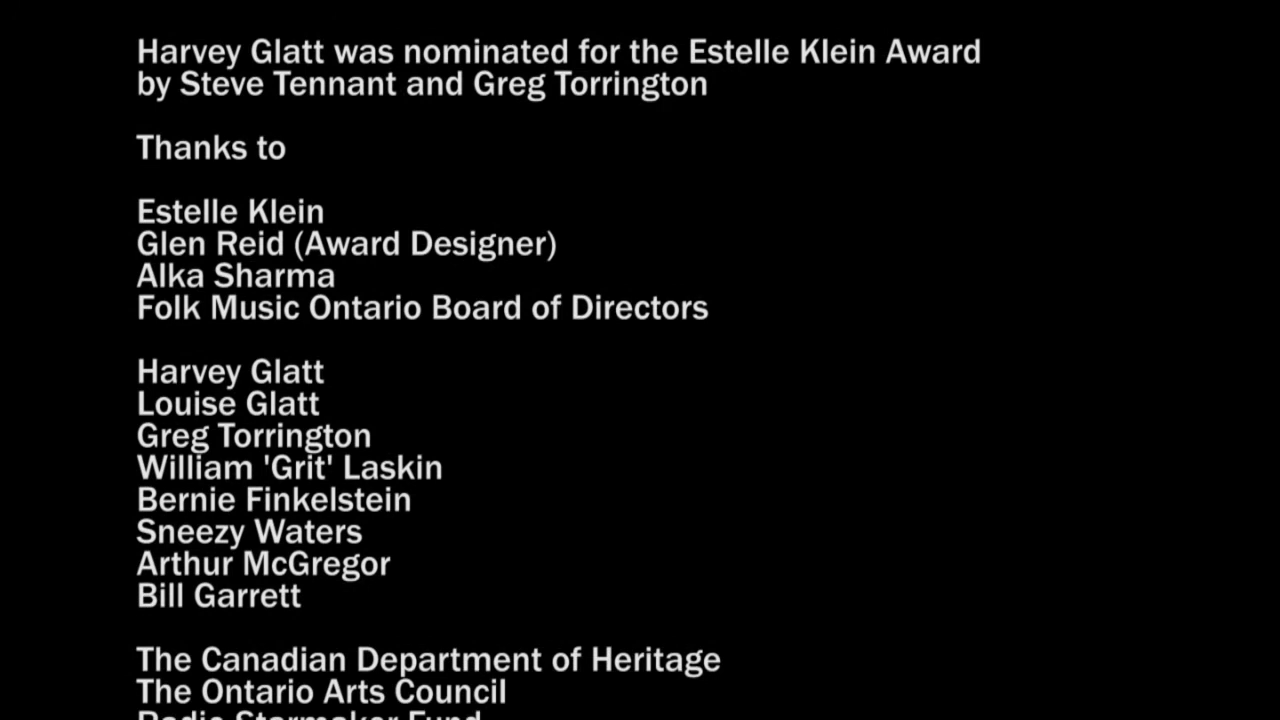 Harvey Glatt was nominated for the Estelle Klein Award
by Steve Tennant and Greg Torrington
Thanks to
Estelle Klein
Glen Reid (Award Designer)
Alka Sharma
Folk Music Ontario Board of Directors
Harvey Glatt
Louise Glatt
Greg Torrington
William 'Grit' Laskin
Bernie Finkelstein
Sneezy Waters
Arthur McGregor
Bill Garrett
The Canadian Department of Heritage
The Ontario Arts Council
Radio Starmaker Fund